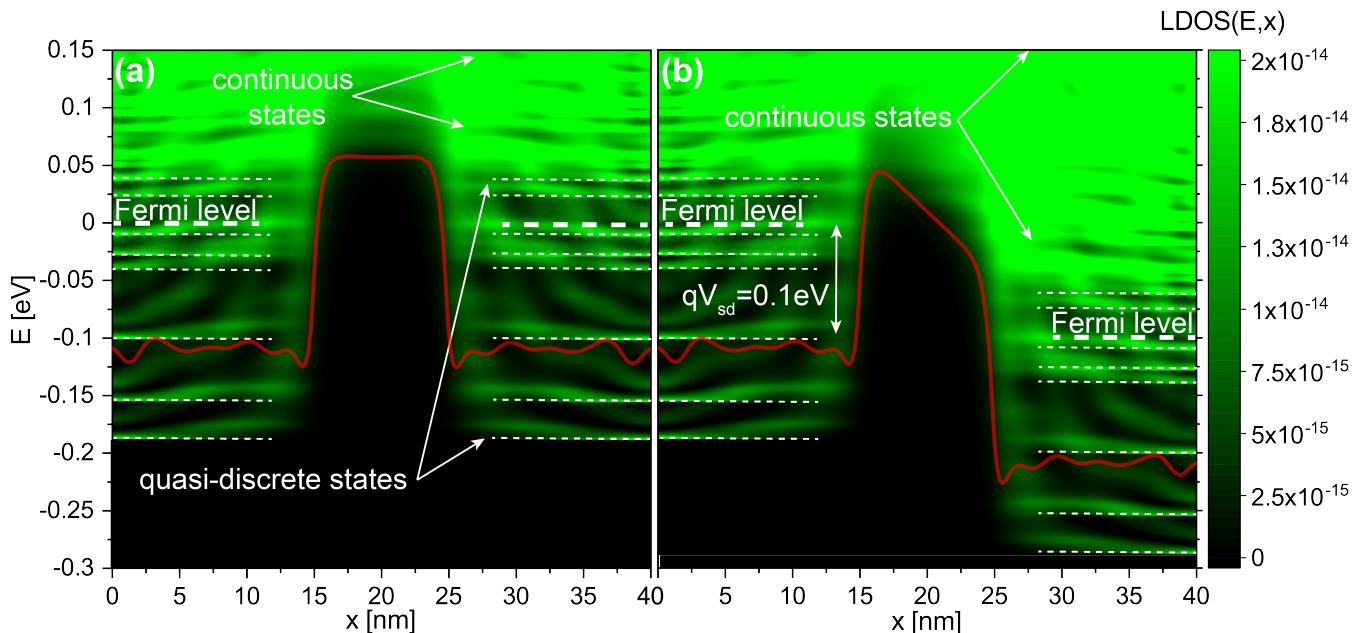 LDOS(E,x)
(a)
continuous
states
Fermi level
quasi-discrete states
0.15
0.1
0.05
0
-0.05
-0.1
-0.15
-0.2
-0.25
-0.3
E [eV]
0 5 10 15 20 25 30 35 40
x [nm]
(b)
continuous states
Fermi level
qVsd=0.1eV
Fermi level
0 5 10 15 20 25 30 35 40
x [nm]
2x10-14
1.8x10-14
1.5x10-14
1.3x10-14
1x10-14
7.5x10-15
5x10-15
2.5x10-15
0